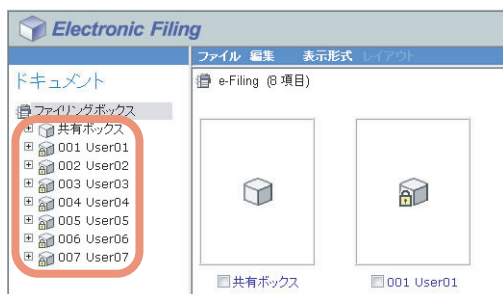 Electronic Filing
ファイル 編集 表示形式 レイアウト
ドキュメント
ファイリングボックス
共有ボックス
001 User01
002 User02
003 User03
004 User04
005 User05
006 User06
007 User07
e-Filing (8 項目)
共有ボックス
001 User01